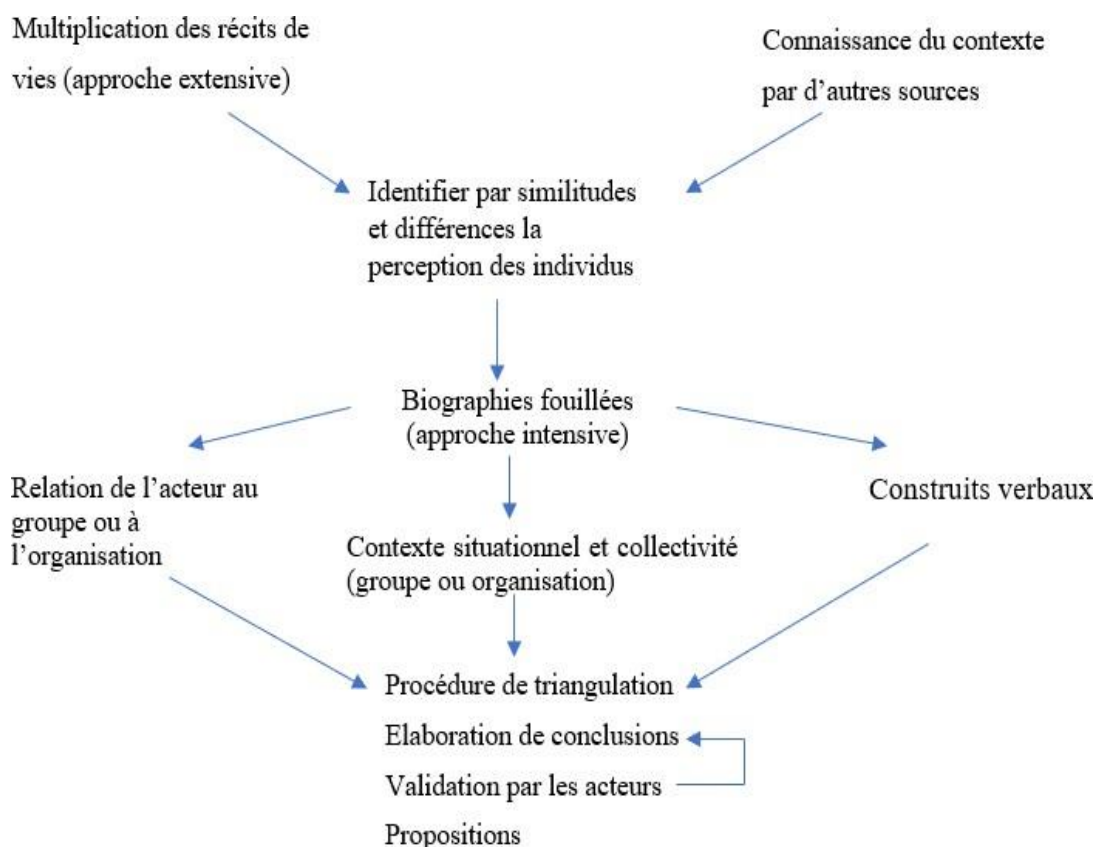 Multiplication des récits de
vies (approche extensive)
Connaissance du contexte
par d’autres sources
Identifier par similitudes
et différences la
perception des individus
Biographies fouillées
(approche intensive)
Relation de l’acteur au
groupe ou à
l’organisation
Contexte situationnel et collectivité
(groupe ou organisation)
Construits verbaux
Procédure de triangulation
Elaboration de conclusions
Validation par les acteurs
Propositions